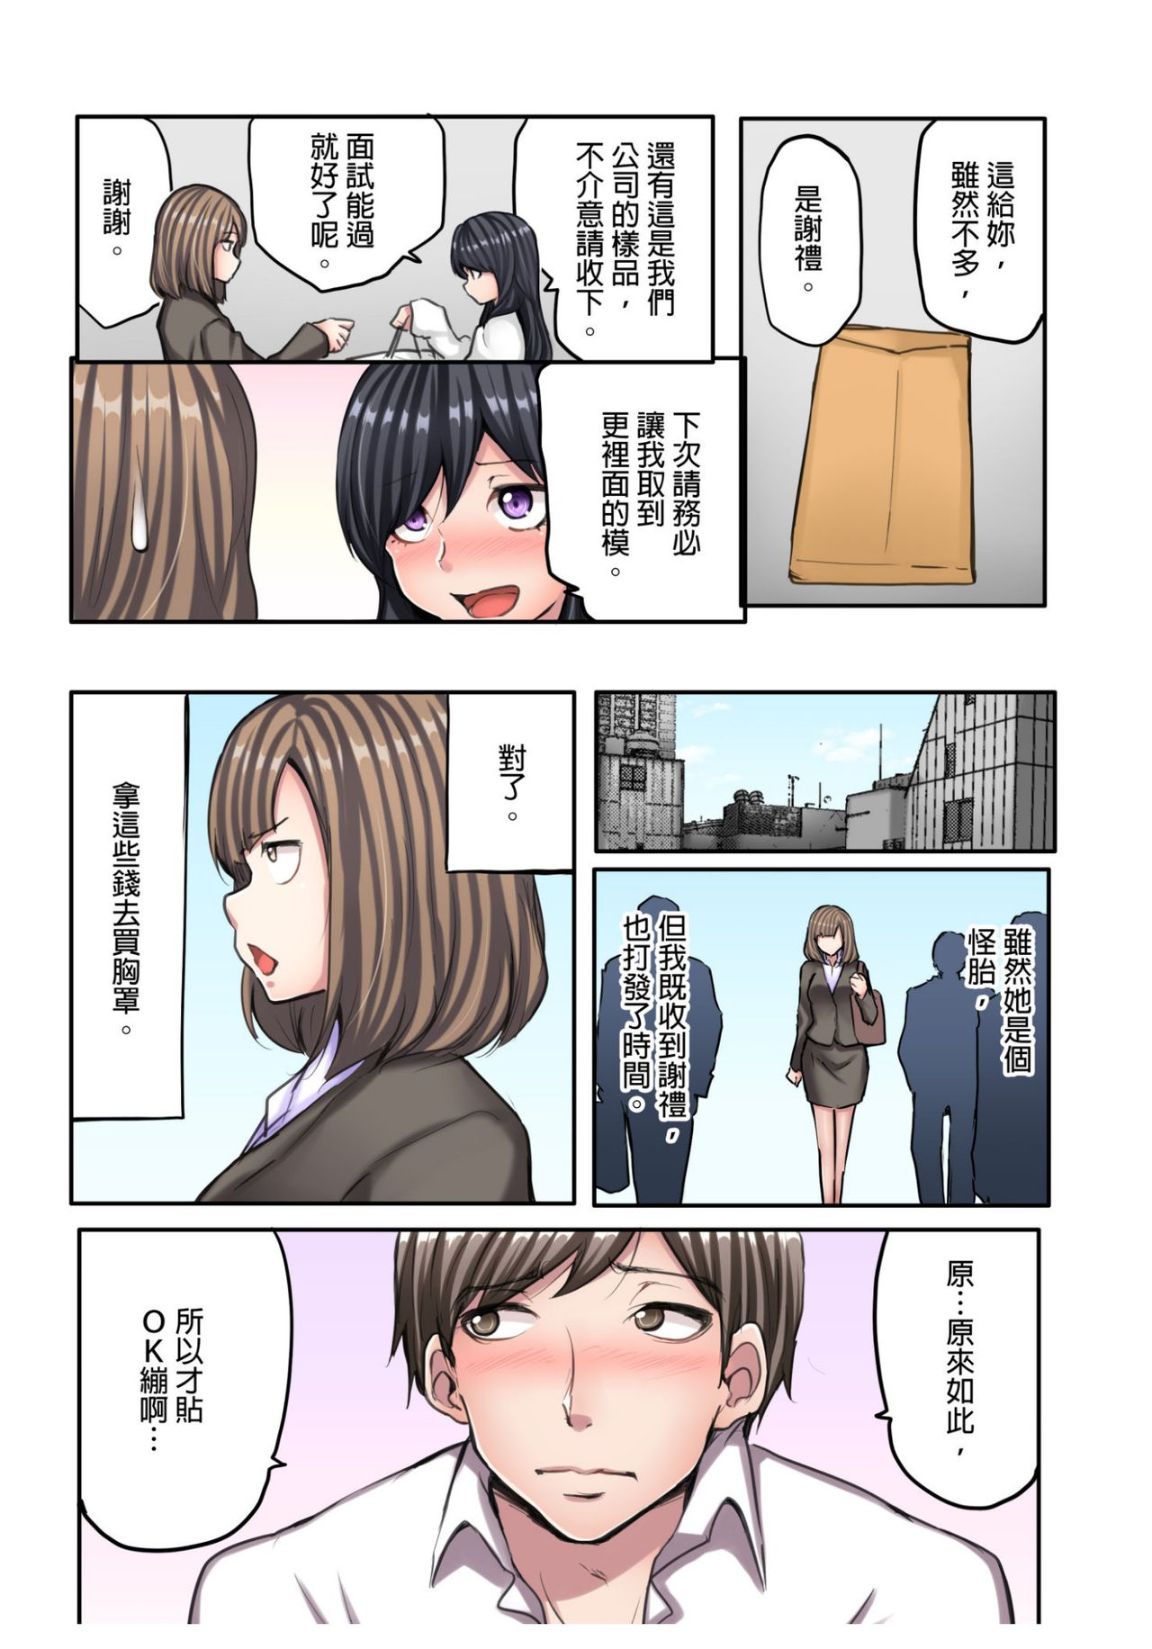 這給妳，
雖然不多，
是謝禮。
還有這是我們
公司的樣品，
不介意請收下。
面試能過
就好了呢。
謝謝。
下次請務必
讓我取到
更裡面的模。
雖然她是個
怪胎，
但我既收到謝禮，
也打發了時間。
對了。
拿這些錢去買胸罩。
原…原來如此，
所以才貼
OK繃啊…